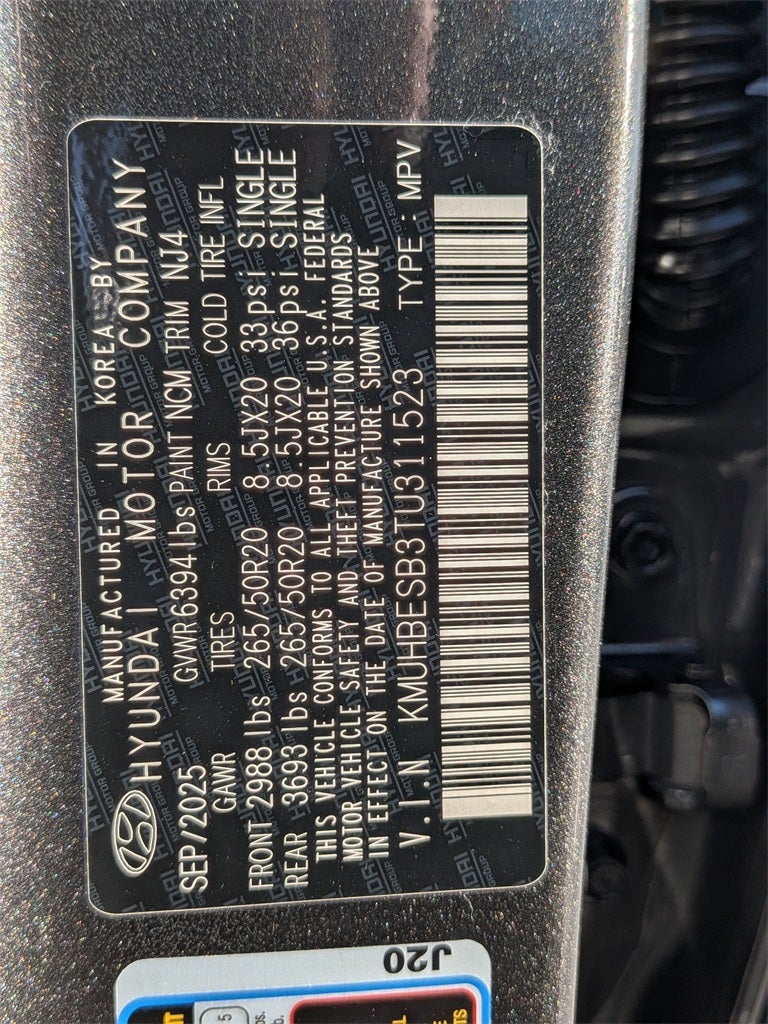 MANUFACTURED IN KOREA BY
HYUNDAI MOTOR COMPANY
SEP/2025 GVWR 6394 lbs PAINT NCM TRIM NJ4
GAWR TIRES RIMS COLD TIRE INFL
FRONT 2988 lbs 265/50R20 8.5JX20 33psi SINGLE
REAR 3693 lbs 265/50R20 8.5JX20 36psi SINGLE
THIS VEHICLE CONFORMS TO ALL APPLICABLE U.S.A. FEDERAL
MOTOR VEHICLE SAFETY AND THEFT PREVENTION STANDARDS
IN EFFECT ON THE DATE OF MANUFACTURE SHOWN ABOVE
V.I.N KMUHBESB3TU311523 TYPE : MPV
J20